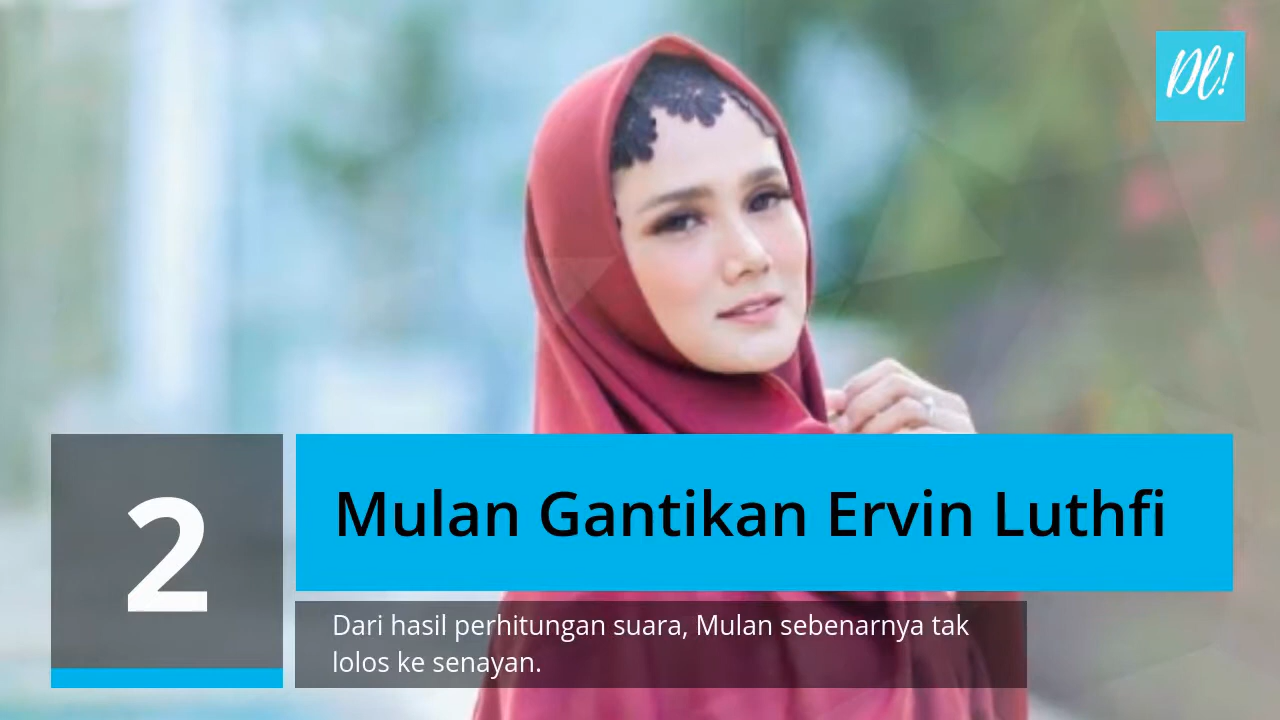 Dl!
2
Mulan Gantikan Ervin Luthfi
Dari hasil perhitungan suara, Mulan sebenarnya tak
lolos ke senayan.